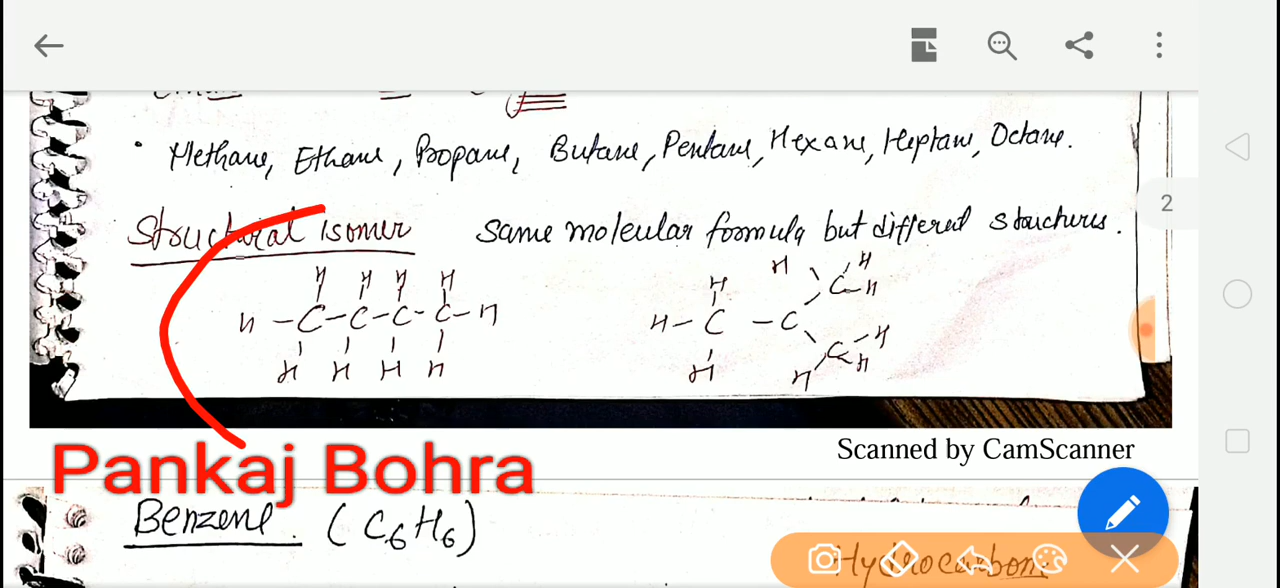 • Methane, Ethane, Propane, Butane, Pentane, Hexane, Heptane, Octane.
2
Structural Isomer same molecular formula but different structures.
H H H H
H-C-C-C-C-H
H H H H
H H H H
H-C-C C
H H C H H
Scanned by CamScanner
Pankaj Bohra
Benzene. (C6H6)
Hydrocarbon